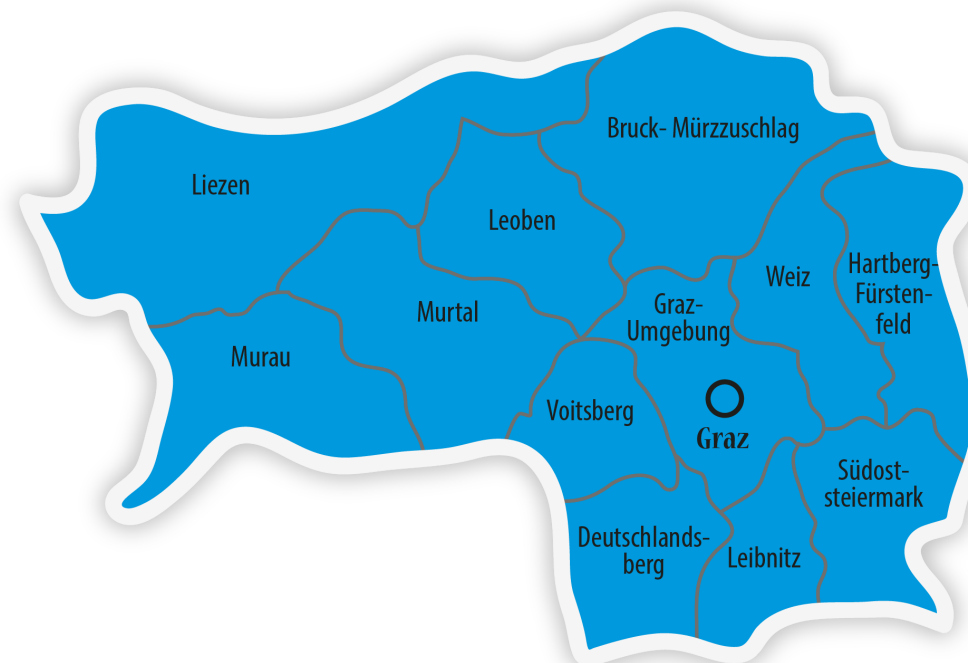 Bruck- Mürzzuschlag
Liezen
Leoben
Hartberg-
Fürsten-
feld
Weiz
Graz-
Umgebung
Murtal
Murau
Voitsberg
Graz
Südost-
steiermark
Deutschlands-
berg
Leibnitz